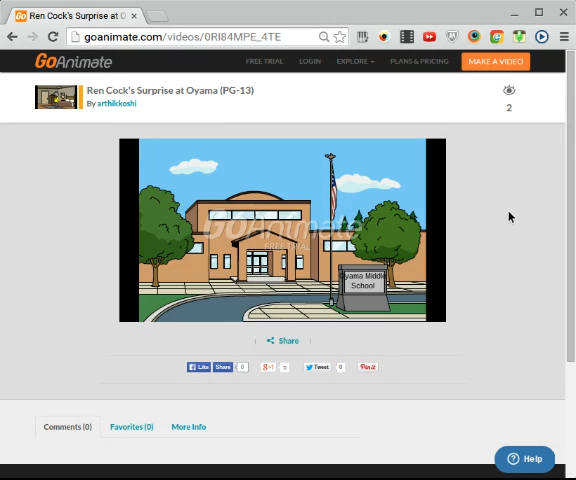 Ren Cock's Surprise at O
goanimate.com/videos/0RI84MPE_4TE
GoAnimate
FREE TRIAL
LOGIN
EXPLORE
PLANS & PRICING
MAKE A VIDEO
Ren Cock's Surprise at Oyama (PG-13)
By arthikkoshi
2
GoAnimate
FREE TRIAL
Oyama Middle
School
Share
Like
Share
0
g+1
0
Tweet
0
Pin it
Comments (0)
Favorites (0)
More Info
Help